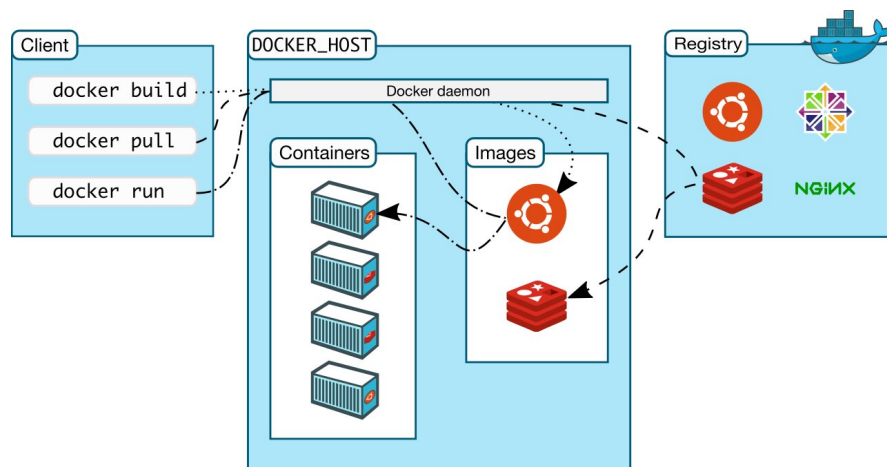 Client
docker build
docker pull
docker run
DOCKER_HOST
Docker daemon
Containers
Images
Registry
NGiNX